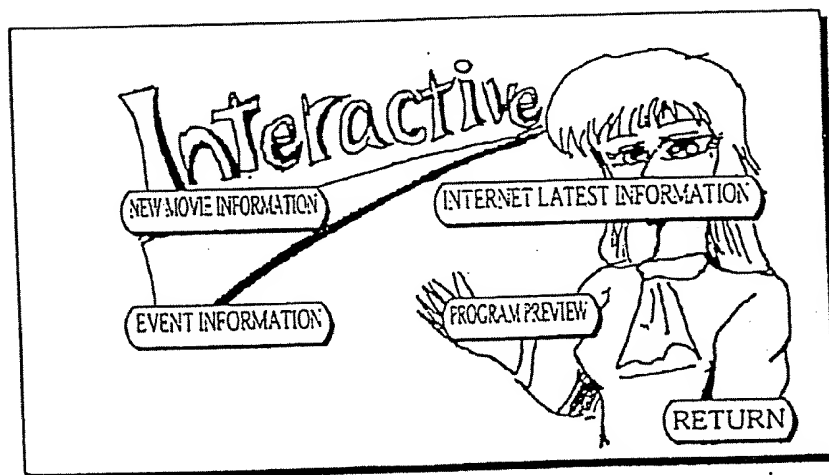 Interactive
NEW MOVIE INFORMATION
INTERNET LATEST INFORMATION
EVENT INFORMATION
PROGRAM PREVIEW
RETURN